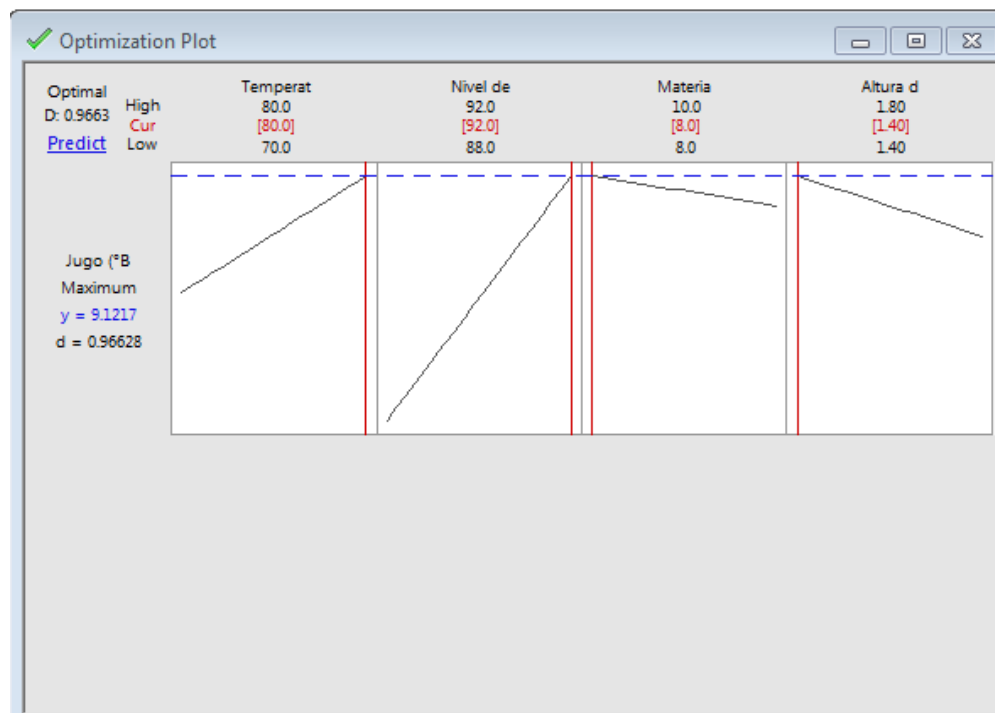 Optimization Plot
Optimal
D: 0.9663
Predict
High
Cur
Low
Temperat
80.0
[80.0]
70.0
Nivel de
92.0
[92.0]
88.0
Materia
10.0
[8.0]
8.0
Altura d
1.80
[1.40]
1.40
Jugo (°B
Maximum
y = 9.1217
d = 0.96628